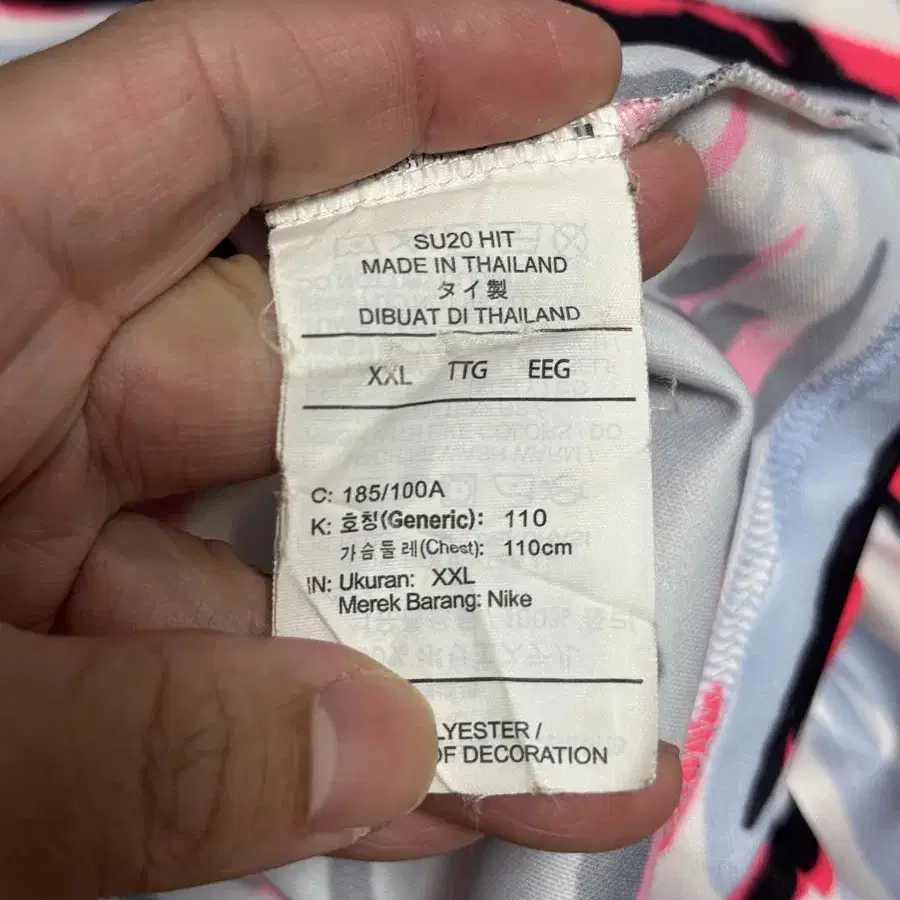 SU20 HIT
MADE IN THAILAND
タイ製
DIBUAT DI THAILAND
XXL TTG EEG
C: 185/100A
K: 호칭(Generic): 110
가슴둘레(Chest): 110cm
IN: Ukuran: XXL
Merek Barang: Nike
LYESTER /
OF DECORATION